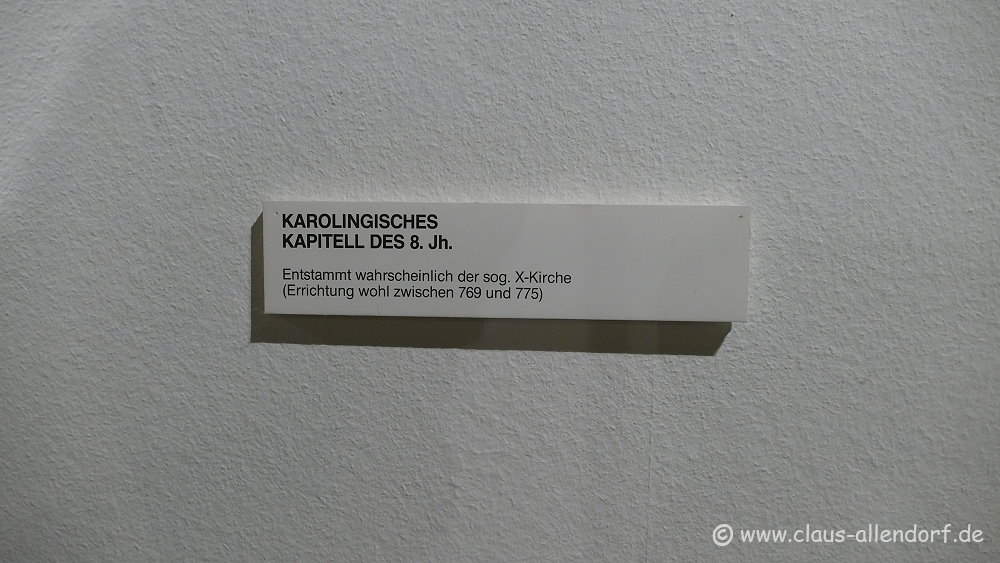 KAROLINGISCHES
KAPITELL DES 8. Jh.
Entstammt wahrscheinlich der sog. X-Kirche
(Errichtung wohl zwischen 769 und 775)
© www.claus-allendorf.de